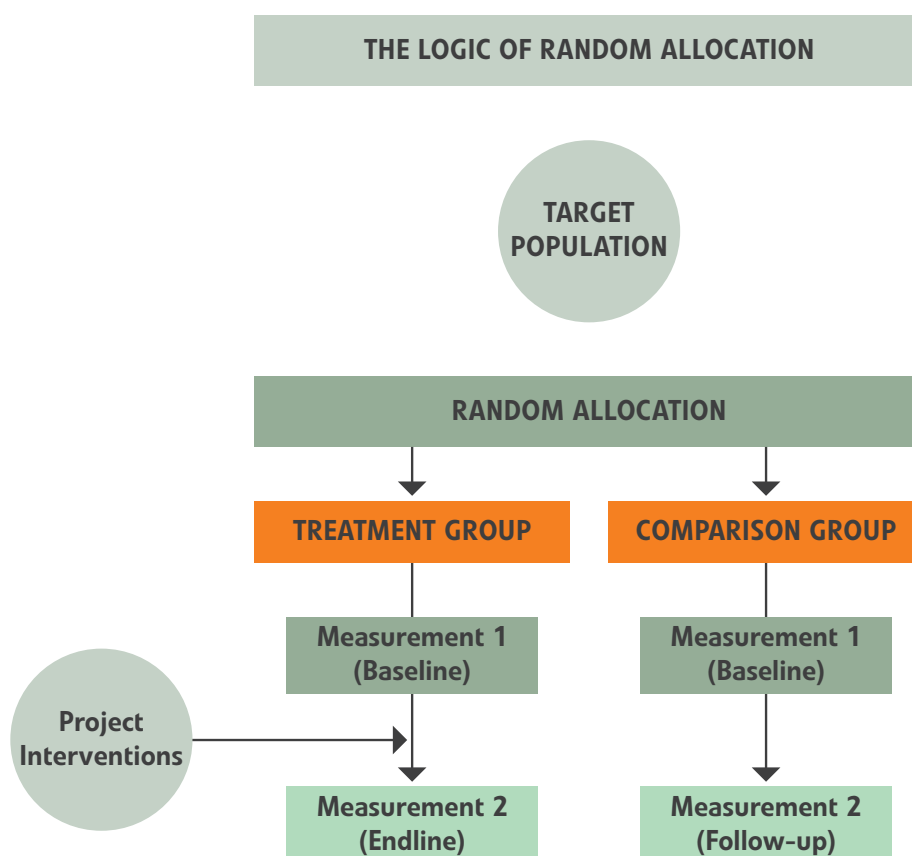 THE LOGIC OF RANDOM ALLOCATION
TARGET
POPULATION
RANDOM ALLOCATION
TREATMENT GROUP
COMPARISON GROUP
Measurement 1
(Baseline)
Measurement 1
(Baseline)
Project
Interventions
Measurement 2
(Endline)
Measurement 2
(Follow-up)